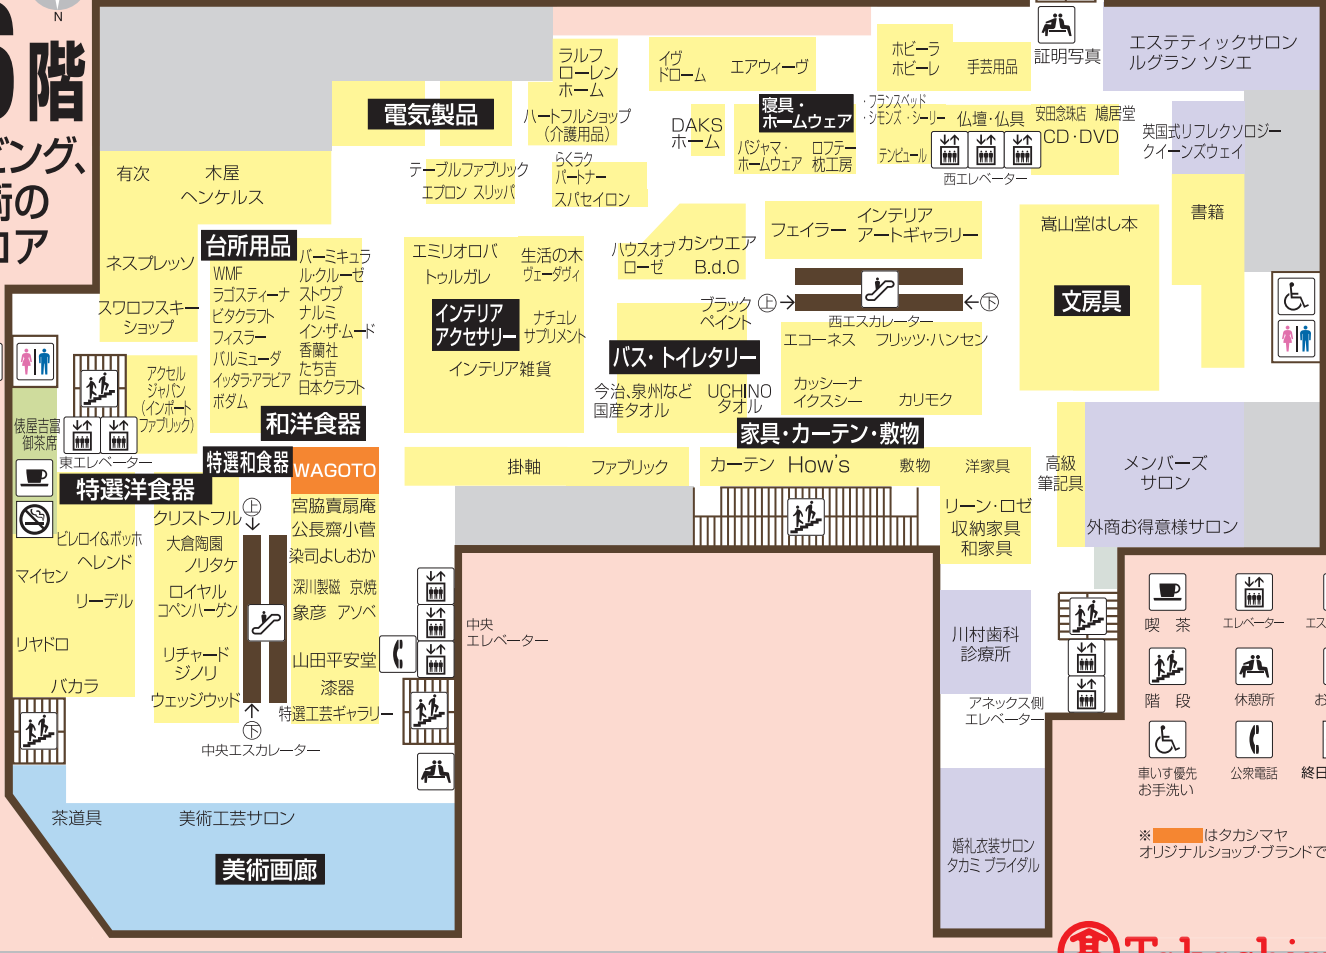 N
6階
ビング、
術の
ロア
証明写真
エステティックサロン
ルグラン ソシエ
ラルフ
ローレン
ホーム
イヴ
ドローム
エアウィーヴ
ホビーラ
ホビーレ
手芸用品
電気製品
ハートフルショップ
(介護用品)
DAKS
ホーム
寝具・
ホームウェア
パジャマ・
ホームウェア
ロフテー
枕工房
・フランスベッド
・シモンズ・シーリー
テンピュール
仏壇・仏具
西エレベーター
安田念珠店 鳩居堂
CD・DVD
英国式リフレクソロジー
クイーンズウェイ
有次
木屋
ヘンケルス
テーブルファブリック
エプロン スリッパ
らくラク
パートナー
スパセイロン
書籍
台所用品
ネスプレッソ
スワロフスキー
ショップ
WMF
ラゴスティーナ
ビタクラフト
フィスラー
バルミューダ
イッタラ・アラビア
ボダム
バーミキュラ
ル・クルーゼ
ストウブ
ナルミ
イン・ザ・ムード
香蘭社
たち吉
日本クラフト
エミリオロバ
トゥルガレ
生活の木
ヴェーダヴィ
インテリア
アクセサリー
ナチュレ
サプリメント
インテリア雑貨
ハウスオブ
ローゼ
カシウエア
B.d.O
フェイラー
インテリア
アートギャラリー
嵩山堂はし本
文房具
ブラック
ペイント
上
下
西エスカレーター
バス・トイレタリー
今治、泉州など
国産タオル
UCHINO
タオル
エコーネス
フリッツ・ハンセン
カッシーナ
イクスシー
カリモク
アクセル
ジャパン
(インポート
ファブリック)
俵屋吉富
御茶席
東エレベーター
和洋食器
特選和食器
WAGOTO
特選洋食器
家具・カーテン・敷物
掛軸
ファブリック
カーテン
How's
敷物
洋家具
高級
筆記具
メンバーズ
サロン
外商お得意様サロン
リーン・ロゼ
収納家具
和家具
ビレロイ&ボッホ
ヘレンド
マイセン
リーデル
リヤドロ
バカラ
クリストフル
大倉陶園
ノリタケ
ロイヤル
コペンハーゲン
リチャード
ジノリ
ウェッジウッド
上
下
中央エスカレーター
宮脇賣扇庵
公長齋小菅
染司よしおか
深川製磁 京焼
象彦 アソベ
山田平安堂
漆器
特選工芸ギャラリー
中央
エレベーター
川村歯科
診療所
アネックス側
エレベーター
婚礼衣装サロン
タカミ ブライダル
茶道具
美術工芸サロン
美術画廊
喫 茶
エレベーター
エス
階 段
休憩所
お
車いす優先
お手洗い
公衆電話
終日
※ はタカシマヤ
オリジナルショップ・ブランドで
髙 Takashim